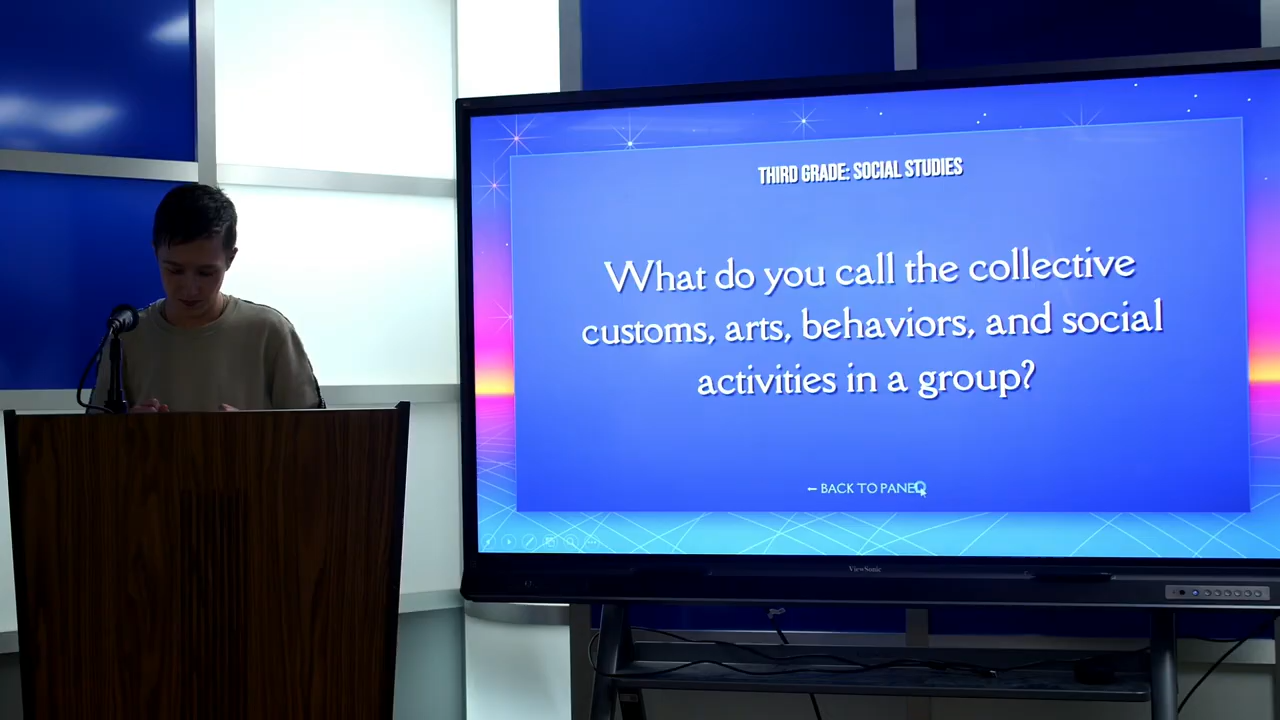 THIRD GRADE: SOCIAL STUDIES
What do you call the collective
customs, arts, behaviors, and social
activities in a group?
← BACK TO PANEL
ViewSonic